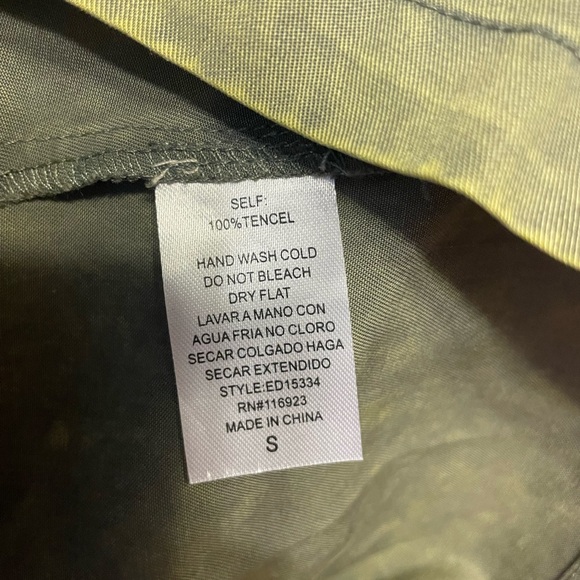 SELF:
100%TENCEL
HAND WASH COLD
DO NOT BLEACH
DRY FLAT
LAVAR A MANO CON
AGUA FRIA NO CLORO
SECAR COLGADO HAGA
SECAR EXTENDIDO
STYLE:ED15334
RN#116923
MADE IN CHINA
S